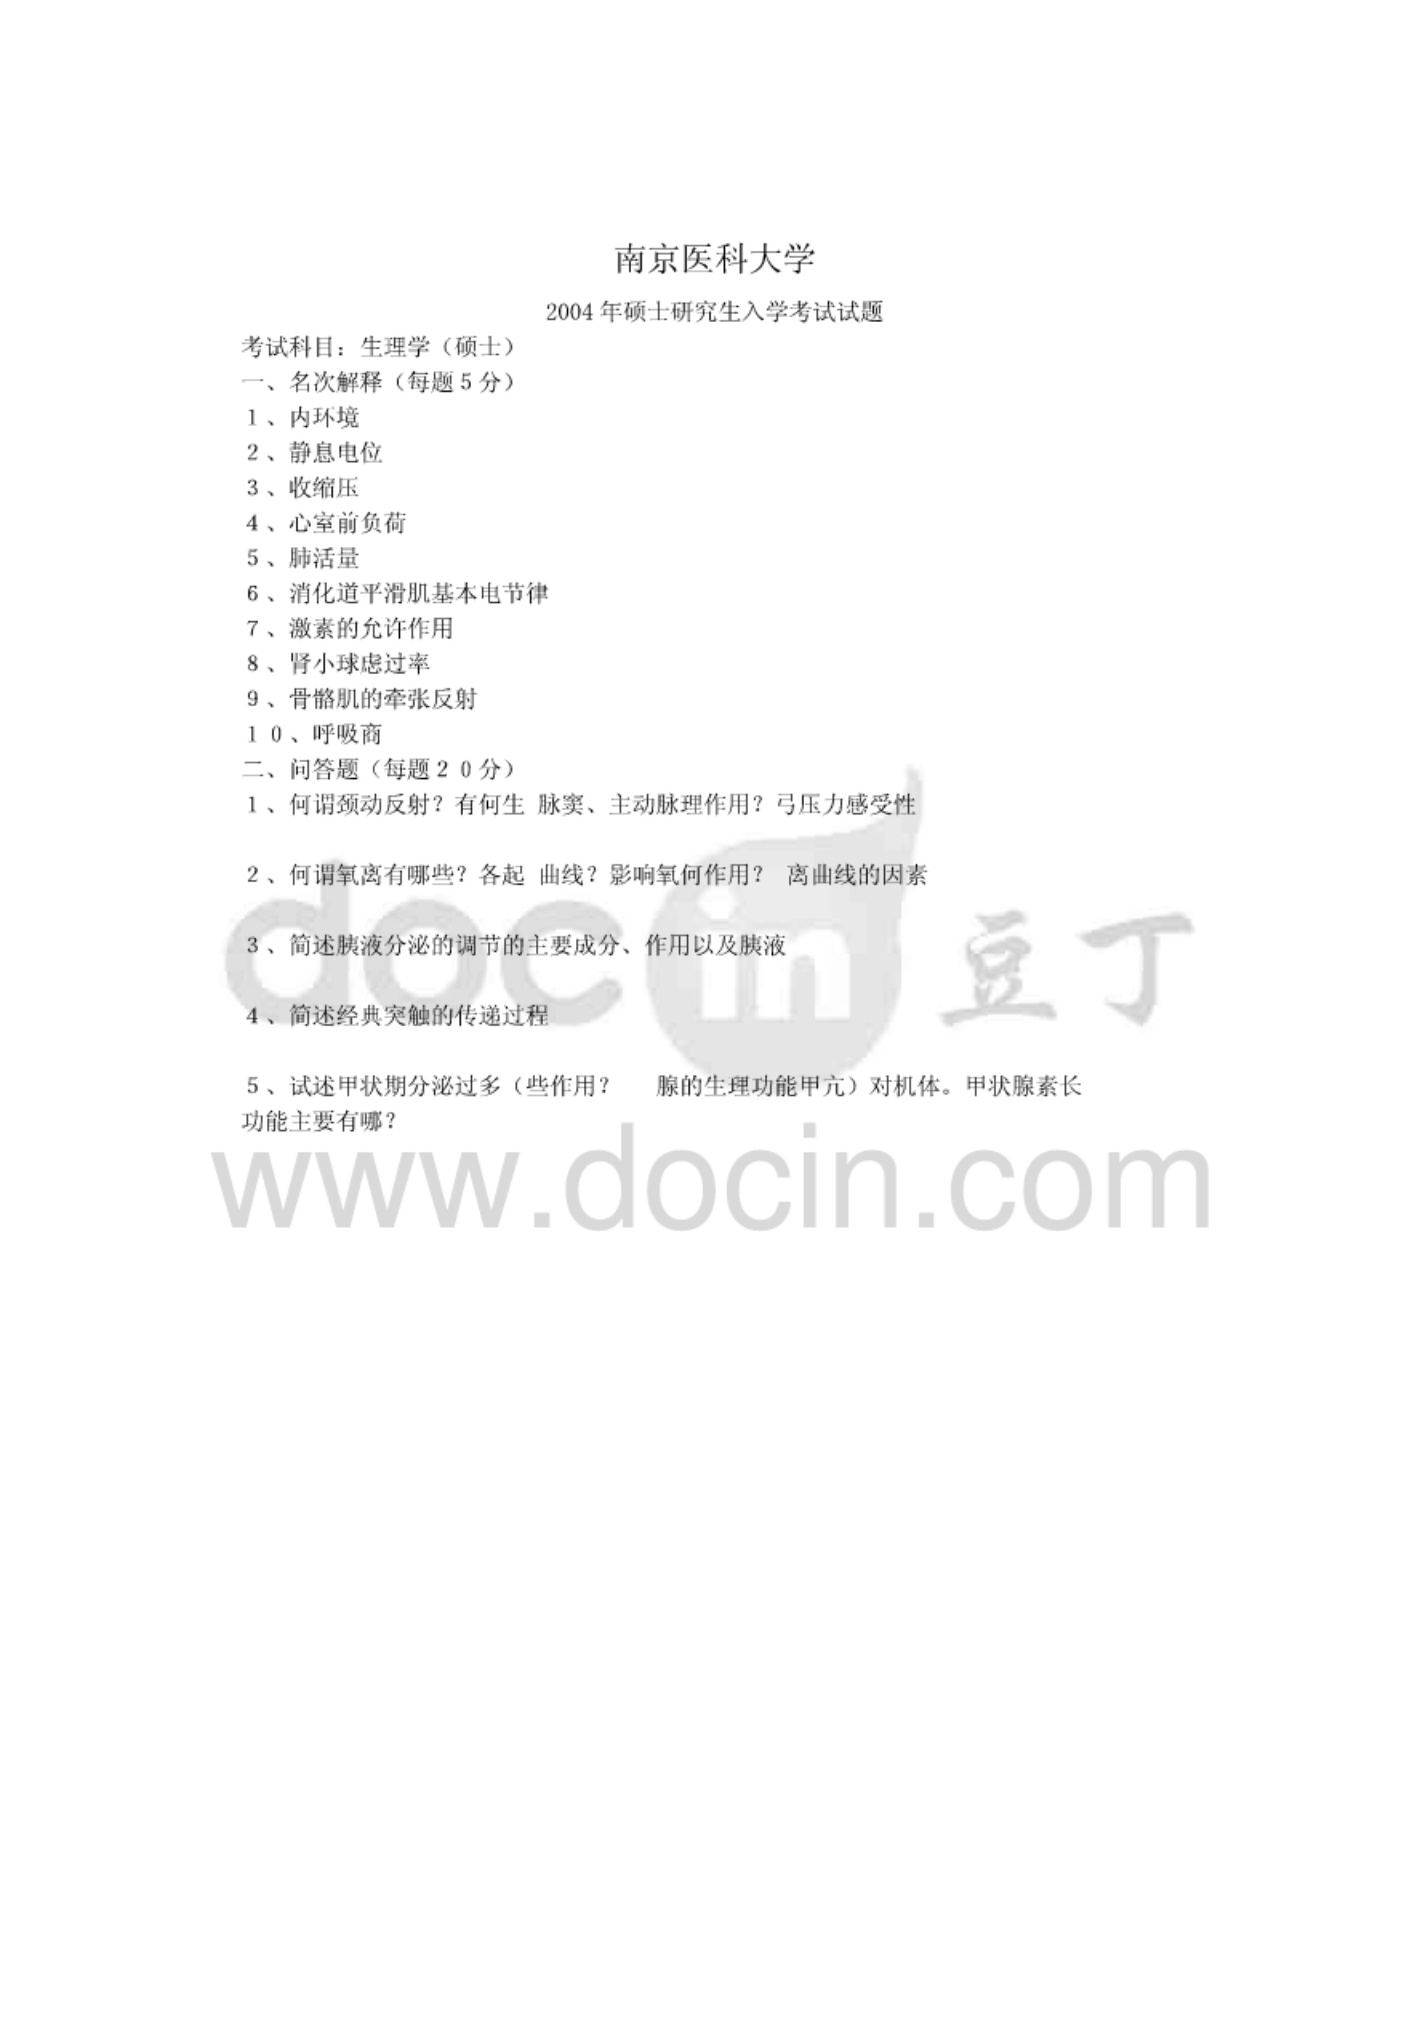 南京医科大学
2004 年硕士研究生入学考试试题
考试科目：生理学（硕士）
一、名次解释（每题５分）
１、内环境
２、静息电位
３、收缩压
４、心室前负荷
５、肺活量
６、消化道平滑肌基本电节律
７、激素的允许作用
８、肾小球虑过率
９、骨骼肌的牵张反射
１０、呼吸商
二、问答题（每题２０分）
１、何谓颈动反射？有何生 脉窦、主动脉理作用？弓压力感受性
２、何谓氧离有哪些？各起 曲线？影响氧何作用？ 离曲线的因素
３、简述胰液分泌的调节的主要成分、作用以及胰液
４、简述经典突触的传递过程
５、试述甲状期分泌过多（些作用？ 腺的生理功能甲亢）对机体。甲状腺素长
功能主要有哪？
docin 豆丁
www.docin.com